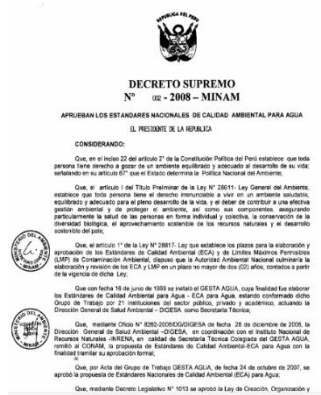 REPUBLICA DEL PERU
DECRETO SUPREMO
N° 002 - 2008 – MINAM
APRUEBAN LOS ESTANDARES NACIONALES DE CALIDAD AMBIENTAL PARA AGUA
EL PRESIDENTE DE LA REPUBLICA
CONSIDERANDO:
Que, en el inciso 22 del artículo 2° de la Constitución Política del Perú establece que toda
persona tiene derecho a gozar de un ambiente equilibrado y adecuado al desarrollo de su vida;
señalando en su artículo 67° que el Estado determina la Política Nacional del Ambiente;
Que, el artículo I del Título Preliminar de la Ley N° 28611- Ley General del Ambiente,
establece que toda persona tiene el derecho irrenunciable a vivir en un ambiente saludable,
equilibrado y adecuado para el pleno desarrollo de la vida, y el deber de contribuir a una efectiva
gestión ambiental y de proteger el ambiente, así como sus componentes, asegurando
particularmente la salud de las personas en forma individual y colectiva, la conservación de la
diversidad biológica, el aprovechamiento sostenible de los recursos naturales y el desarrollo
sostenible del país;
Que, el artículo 1° de la Ley N° 28817- Ley que establece los plazos para la elaboración y
aprobación de los Estándares de Calidad Ambiental (ECA) y de Límites Máximos Permisibles
(LMP) de Contaminación Ambiental, dispuso que la Autoridad Ambiental Nacional culminaría la
elaboración y revisión de los ECA y LMP en un plazo no mayor de dos (02) años, contados a partir
de la vigencia de dicha Ley;
Que con fecha 16 de junio de 1999 se instaló el GESTA AGUA, cuya finalidad fue elaborar
los Estándares de Calidad Ambiental para Agua - ECA para Agua, estando conformado dicho
Grupo de Trabajo por 21 instituciones del sector público, privado y académico, actuando la
Dirección General de Salud Ambiental – DIGESA como Secretaría Técnica;
Que, mediante Oficio N° 8262-2006/DG/DIGESA de fecha 28 de diciembre de 2006, la
Dirección General de Salud Ambiental –DIGESA, en coordinación con el Instituto Nacional de
Recursos Naturales -INRENA, en calidad de Secretaría Técnica Colegiada del GESTA AGUA,
remitió al CONAM, la propuesta de Estándares de Calidad Ambiental-ECA para Agua con la
finalidad tramitar su aprobación formal;
Que, por Acta del Grupo de Trabajo GESTA AGUA, de fecha 24 de octubre de 2007, se
aprobó la propuesta de Estándares Nacionales de Calidad Ambiental (ECA) para Agua;
Que, mediante Decreto Legislativo N° 1013 se aprobó la Ley de Creación, Organización y